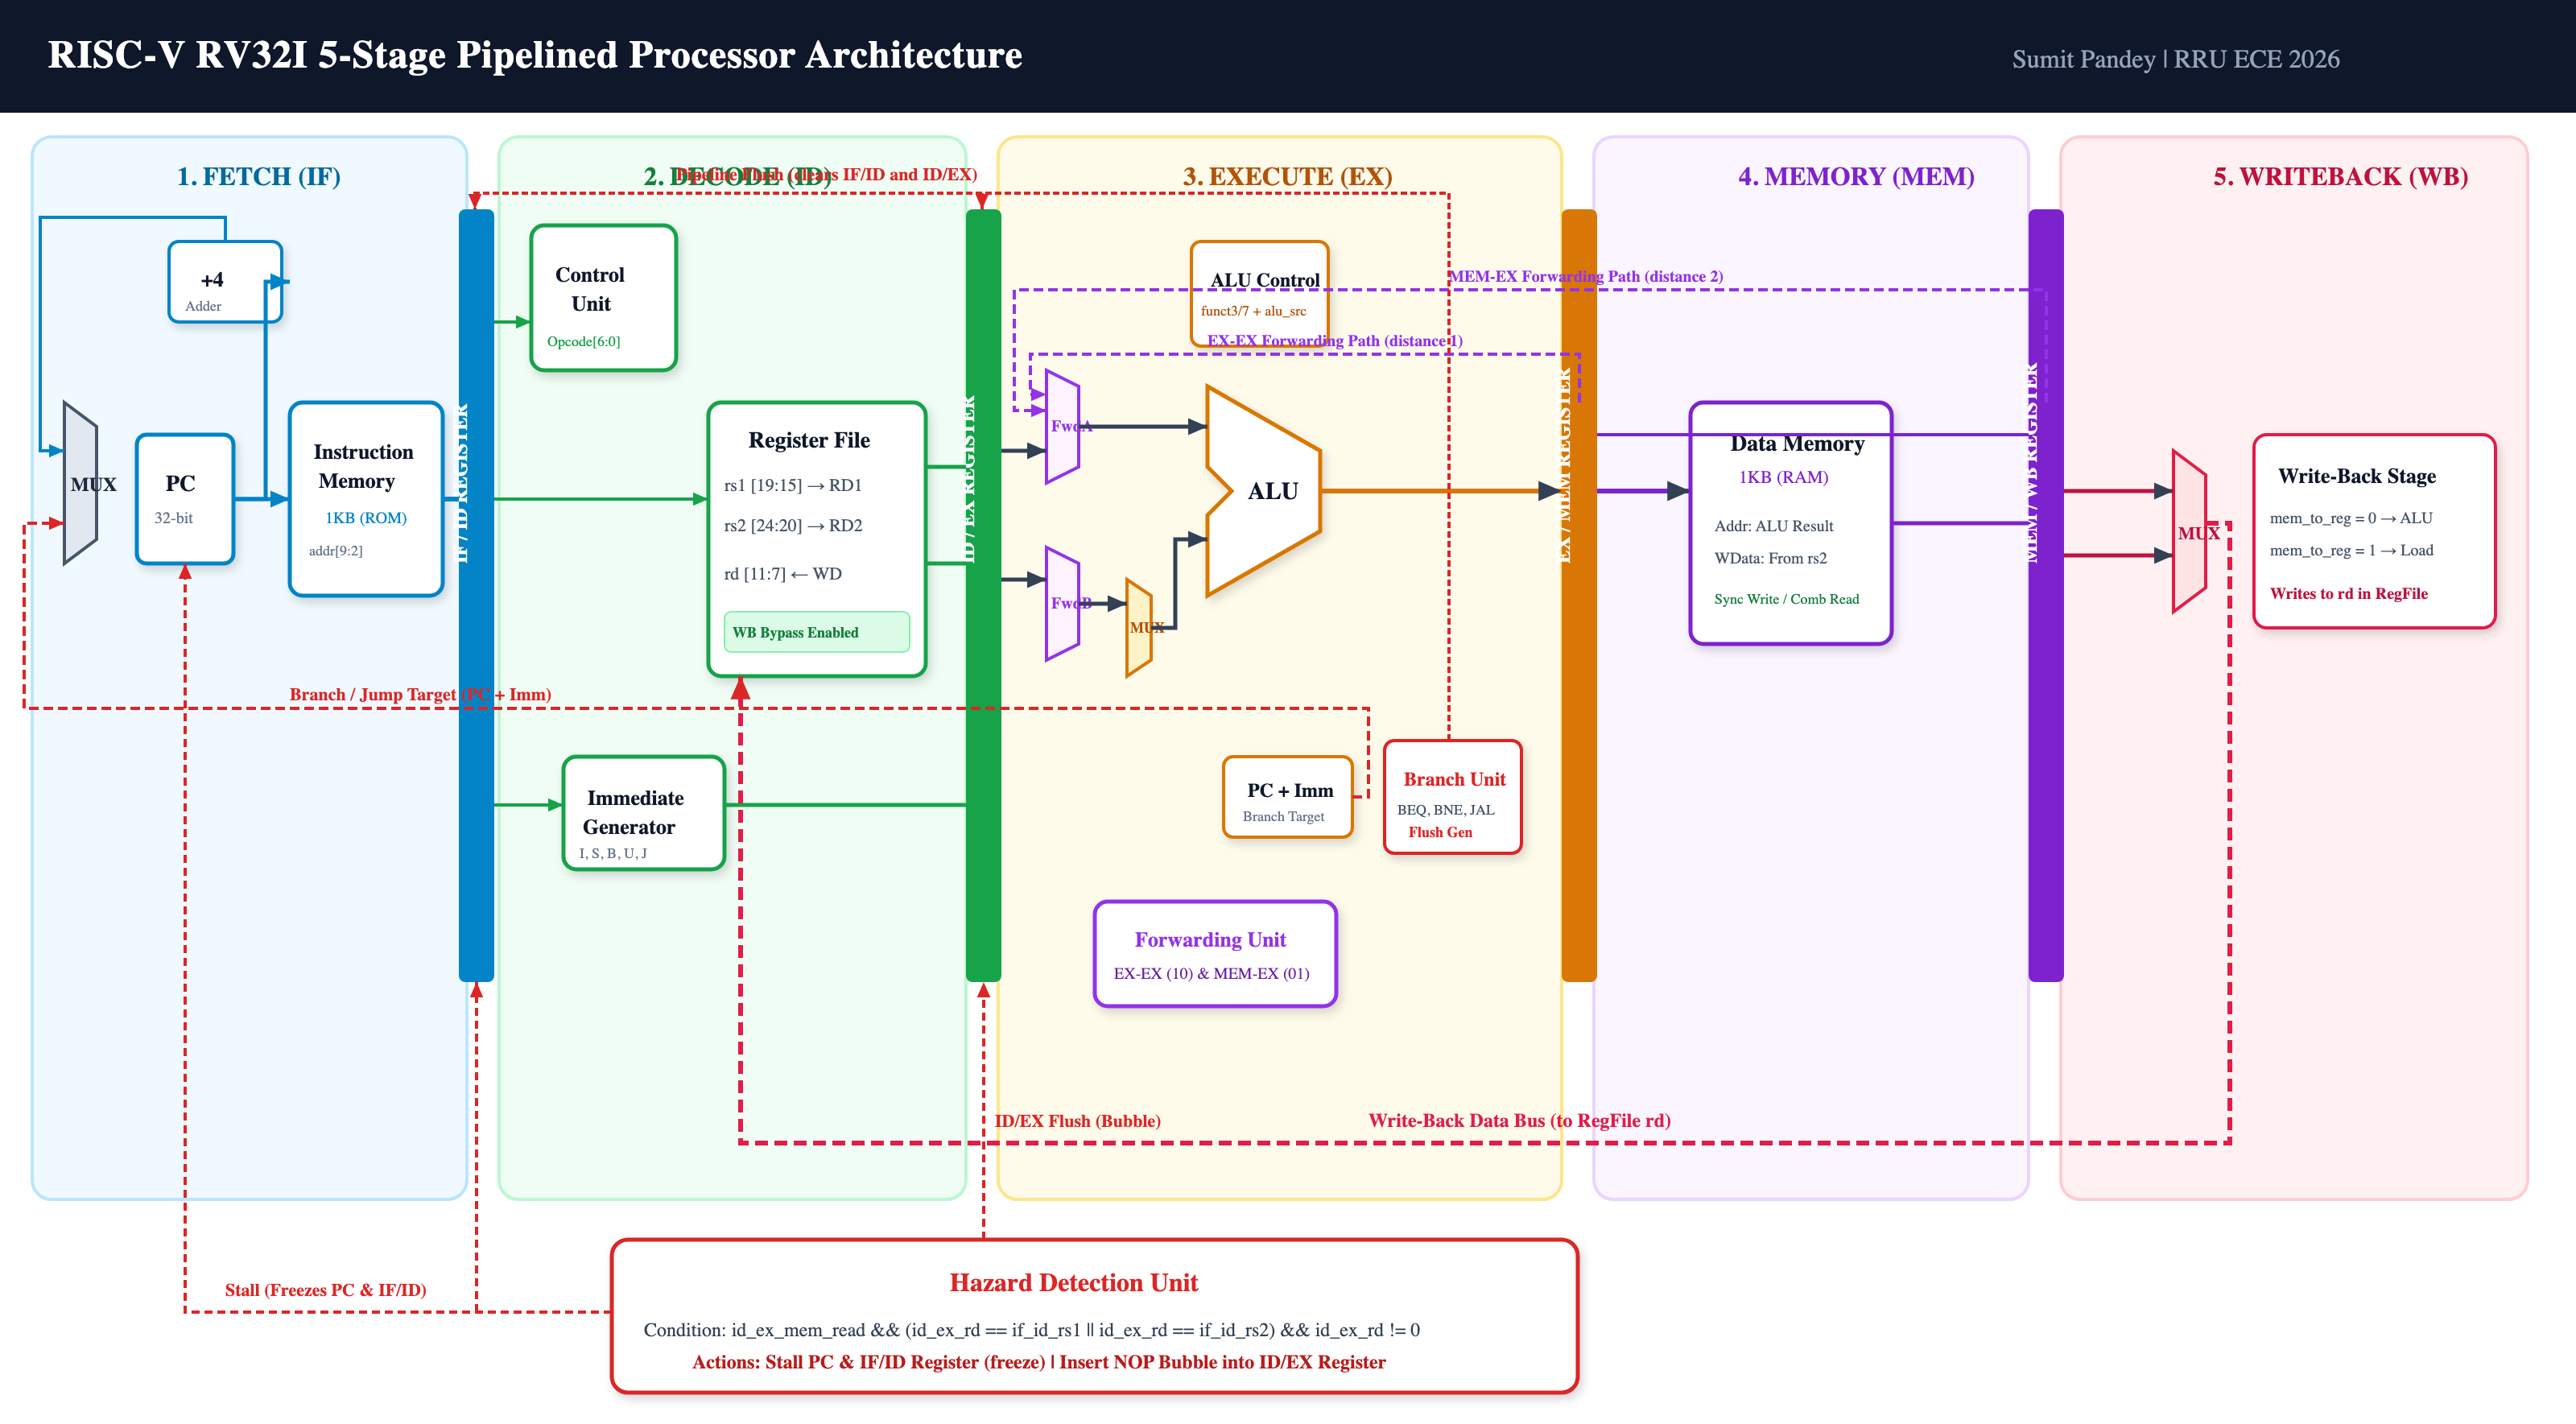 RISC-V RV32I 5-Stage Pipelined Processor Architecture
Sumit Pandey | RRU ECE 2026
1. FETCH (IF)
+4
Adder
MUX
PC
32-bit
Instruction
Memory
1KB (ROM)
addr[9:2]
IF / ID REGISTER
2. DECODE (ID)
Pipeline Flush (clears IF/ID and ID/EX)
Control
Unit
Opcode[6:0]
Register File
rs1 [19:15] → RD1
rs2 [24:20] → RD2
rd [11:7] ← WD
WB Bypass Enabled
Branch / Jump Target (PC + Imm)
Immediate
Generator
I, S, B, U, J
ID / EX REGISTER
3. EXECUTE (EX)
ALU Control
funct3/7 + alu_src
MEM-EX Forwarding Path (distance 2)
EX-EX Forwarding Path (distance 1)
FwdA
FwdB
MUX
ALU
PC + Imm
Branch Target
Branch Unit
BEQ, BNE, JAL
Flush Gen
Forwarding Unit
EX-EX (10) & MEM-EX (01)
EX / MEM REGISTER
4. MEMORY (MEM)
Data Memory
1KB (RAM)
Addr: ALU Result
WData: From rs2
Sync Write / Comb Read
MEM / WB REGISTER
5. WRITEBACK (WB)
MUX
Write-Back Stage
mem_to_reg = 0 → ALU
mem_to_reg = 1 → Load
Writes to rd in RegFile
ID/EX Flush (Bubble)
Write-Back Data Bus (to RegFile rd)
Stall (Freezes PC & IF/ID)
Hazard Detection Unit
Condition: id_ex_mem_read && (id_ex_rd == if_id_rs1 || id_ex_rd == if_id_rs2) && id_ex_rd != 0
Actions: Stall PC & IF/ID Register (freeze) | Insert NOP Bubble into ID/EX Register